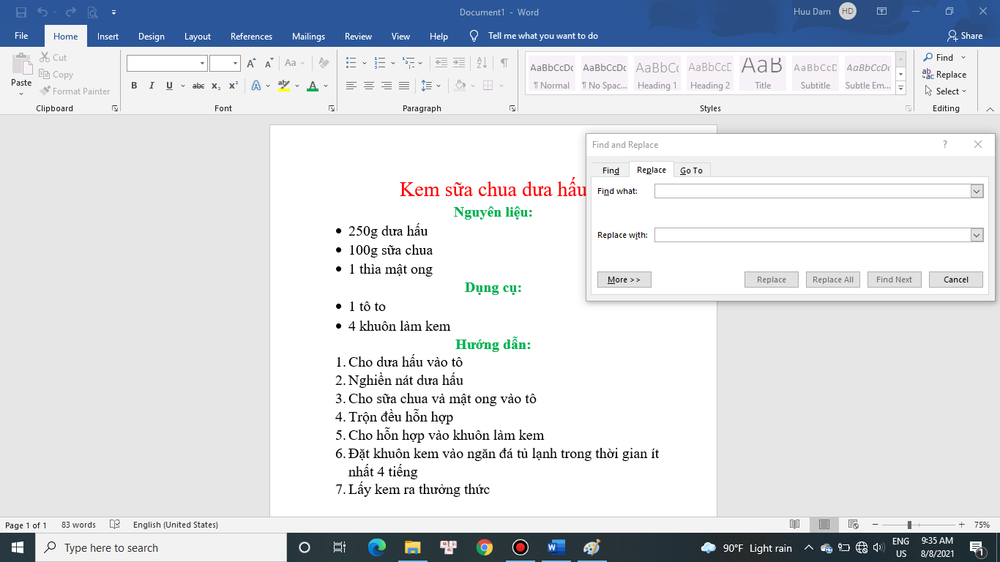 Document1 - Word
Huu Dam HD
File Home Insert Design Layout References Mailings Review View Help Tell me what you want to do Share
Paste
Cut
Copy
Format Painter
Clipboard
Aa
B I U abc x₂ x² A ab A
Font
Paragraph
AaBbCcDc AaBbCcDc AaBbCc AaBbCcD AaB AaBbCcD AaBbCcDc
¶ Normal ¶ No Spac... Heading 1 Heading 2 Title Subtitle Subtle Em...
Styles
Find
Replace
Select
Editing
Kem sữa chua dưa hấu
Nguyên liệu:
• 250g dưa hấu
• 100g sữa chua
• 1 thìa mật ong
Dụng cụ:
• 1 tô to
• 4 khuôn làm kem
Hướng dẫn:
1. Cho dưa hấu vào tô
2. Nghiền nát dưa hấu
3. Cho sữa chua và mật ong vào tô
4. Trộn đều hỗn hợp
5. Cho hỗn hợp vào khuôn làm kem
6. Đặt khuôn kem vào ngăn đá tủ lạnh trong thời gian ít
nhất 4 tiếng
7. Lấy kem ra thưởng thức
Find and Replace ?
Find Replace Go To
Find what:
Replace with:
More >> Replace Replace All Find Next Cancel
Page 1 of 1 83 words English (United States) 75%
Type here to search
90°F Light rain
ENG
US
9:35 AM
8/8/2021
1